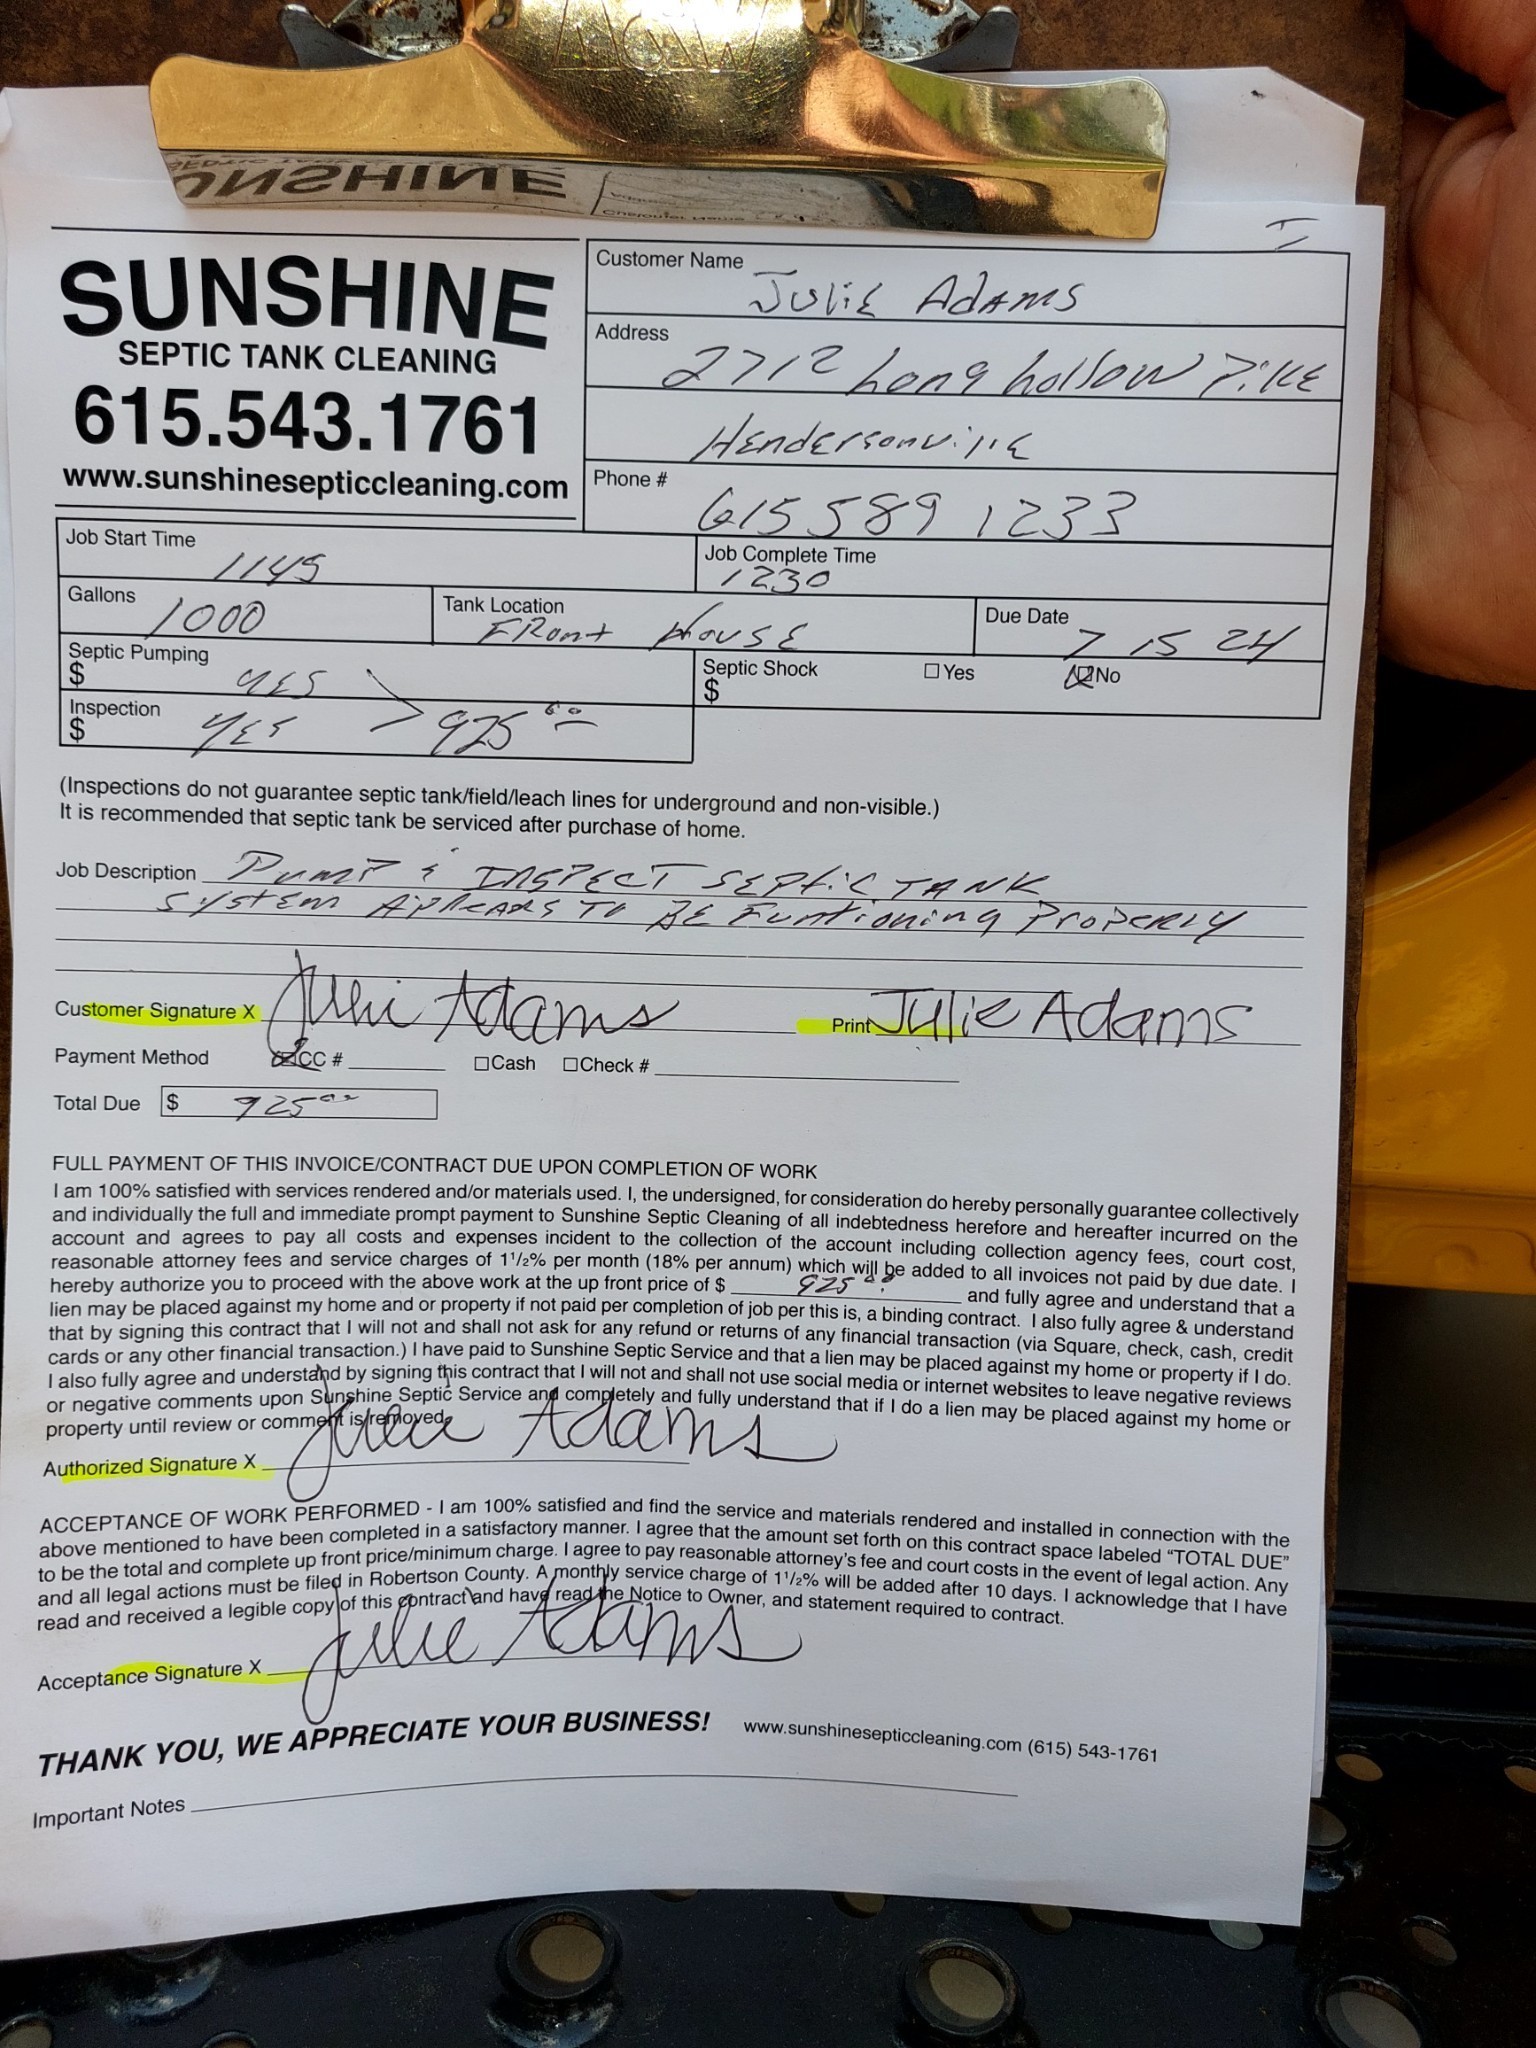 ACW
UNSHINE
SUNSHINE
SEPTIC TANK CLEANING
615.543.1761
www.sunshinesepticcleaning.com
Customer Name Julie Adams
Address 2712 Long hollow Pike
Hendersonville
Phone # 615 589 1233
Job Start Time 1145
Job Complete Time 1230
Gallons 1000
Tank Location FRont House
Due Date 7 15 24
Septic Pumping $ YES
Septic Shock $ Yes No
Inspection $ YES 925 00
(Inspections do not guarantee septic tank/field/leach lines for underground and non-visible.)
It is recommended that septic tank be serviced after purchase of home.
Job Description Pump & INSPECT SEPtiC TANK
SYSTEM APPEARS TO BE Funtioning PROPERLY
Customer Signature X Julie Adams Print Julie Adams
Payment Method CC # Cash Check #
Total Due $ 925 00
FULL PAYMENT OF THIS INVOICE/CONTRACT DUE UPON COMPLETION OF WORK
I am 100% satisfied with services rendered and/or materials used. I, the undersigned, for consideration do hereby personally guarantee collectively
and individually the full and immediate prompt payment to Sunshine Septic Cleaning of all indebtedness herefore and hereafter incurred on the
account and agrees to pay all costs and expenses incident to the collection of the account including collection agency fees, court cost,
reasonable attorney fees and service charges of 1 1/2% per month (18% per annum) which will be added to all invoices not paid by due date. I
hereby authorize you to proceed with the above work at the up front price of $ 925 00 and fully agree and understand that a
lien may be placed against my home and or property if not paid per completion of job per this is, a binding contract. I also fully agree & understand
that by signing this contract that I will not and shall not ask for any refund or returns of any financial transaction (via Square, check, cash, credit
cards or any other financial transaction.) I have paid to Sunshine Septic Service and that a lien may be placed against my home or property if I do.
I also fully agree and understand by signing this contract that I will not and shall not use social media or internet websites to leave negative reviews
or negative comments upon Sunshine Septic Service and completely and fully understand that if I do a lien may be placed against my home or
property until review or comment is removed.
Authorized Signature X Julie Adams
ACCEPTANCE OF WORK PERFORMED - I am 100% satisfied and find the service and materials rendered and installed in connection with the
above mentioned to have been completed in a satisfactory manner. I agree that the amount set forth on this contract space labeled "TOTAL DUE"
to be the total and complete up front price/minimum charge. I agree to pay reasonable attorney's fee and court costs in the event of legal action. Any
and all legal actions must be filed in Robertson County. A monthly service charge of 1 1/2% will be added after 10 days. I acknowledge that I have
read and received a legible copy of this contract and have read the Notice to Owner, and statement required to contract.
Acceptance Signature X Julie Adams
THANK YOU, WE APPRECIATE YOUR BUSINESS! www.sunshinesepticcleaning.com (615) 543-1761
Important Notes